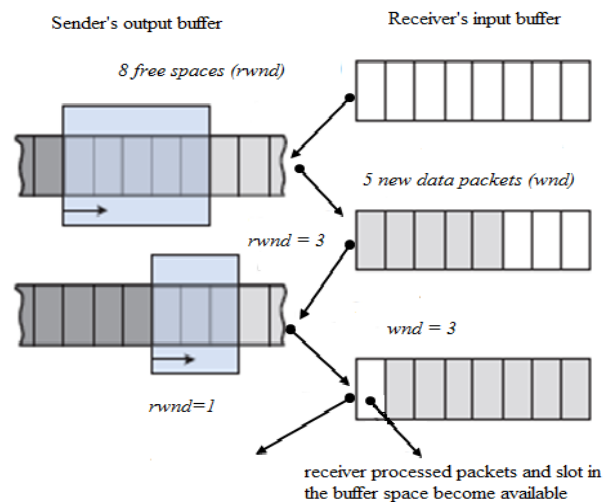 Sender's output buffer
Receiver's input buffer
8 free spaces (rwnd)
5 new data packets (wnd)
rwnd = 3
wnd = 3
rwnd=1
receiver processed packets and slot in
the buffer space become available